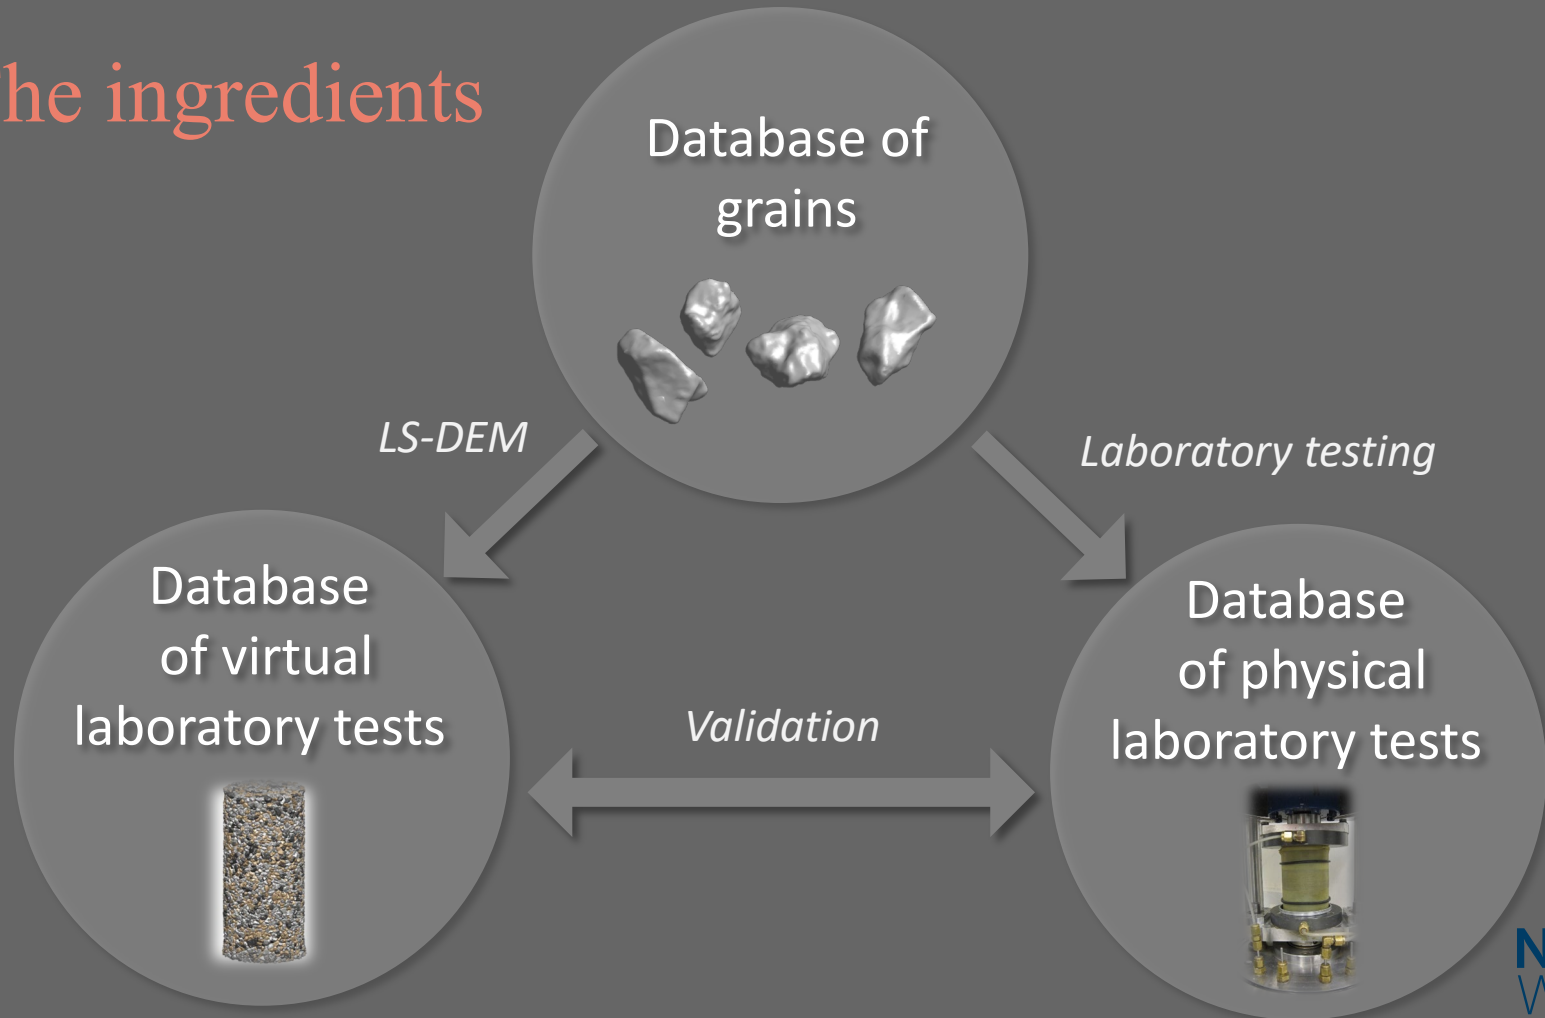 he ingredients
Database of
grains
LS-DEM
Laboratory testing
Database
of virtual
laboratory tests
Database
of physical
laboratory tests
Validation
N
W